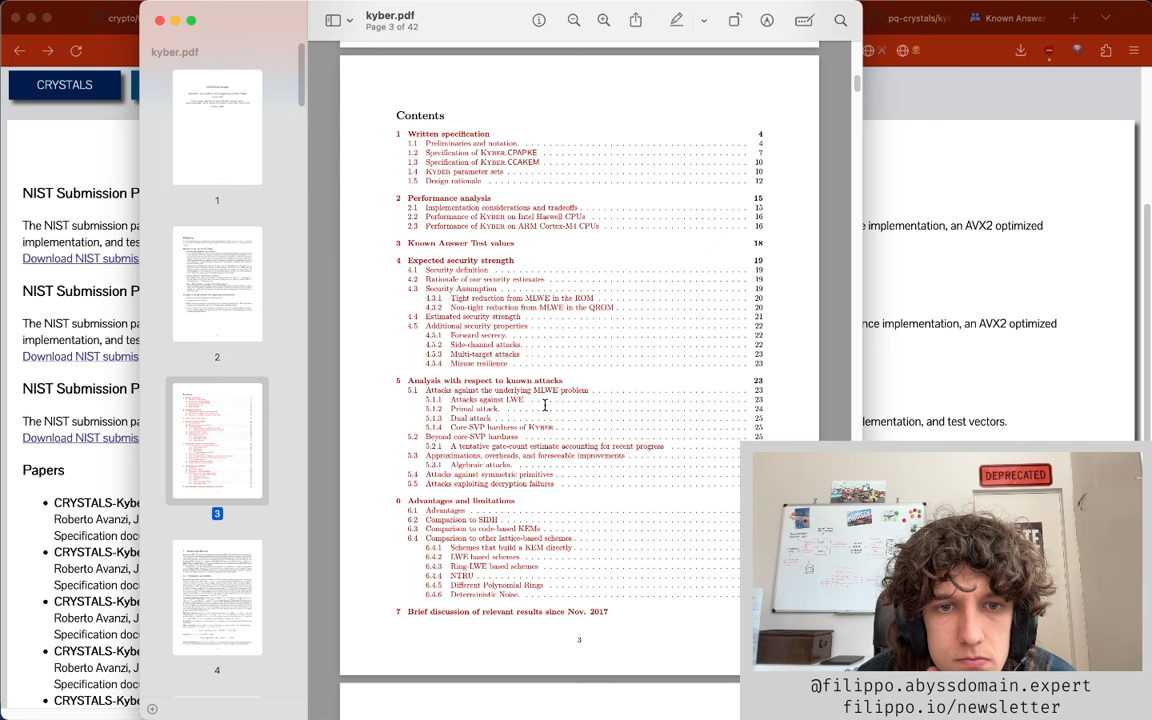 crypto/
kyber.pdf
Page 3 of 42
pq-crystals/kyb
Known Answer
CRYSTALS
kyber.pdf
1
2
3
4
NIST Submission P
The NIST submission pa
implementation, and tes
Download NIST submis
NIST Submission P
The NIST submission pa
implementation, and tes
Download NIST submis
NIST Submission P
The NIST submission pa
implementation, and tes
Download NIST submis
Papers
CRYSTALS-Kybe
Roberto Avanzi, J
Specification doc
CRYSTALS-Kybe
Roberto Avanzi, J
Specification doc
CRYSTALS-Kybe
Roberto Avanzi, J
Specification doc
CRYSTALS-Kybe
Roberto Avanzi, J
Specification doc
CRYSTALS-Kybe
Contents
1 Written specification 4
1.1 Preliminaries and notation. 4
1.2 Specification of KYBER.CPAPKE 7
1.3 Specification of KYBER.CCAKEM 10
1.4 KYBER parameter sets 10
1.5 Design rationale 12
2 Performance analysis 15
2.1 Implementation considerations and tradeoffs 15
2.2 Performance of KYBER on Intel Haswell CPUs 16
2.3 Performance of KYBER on ARM Cortex-M4 CPUs 16
3 Known Answer Test values 18
4 Expected security strength 19
4.1 Security definition 19
4.2 Rationale of our security estimates 19
4.3 Security Assumption 19
4.3.1 Tight reduction from MLWE in the ROM 20
4.3.2 Non-tight reduction from MLWE in the QROM 20
4.4 Estimated security strength 21
4.5 Additional security properties 22
4.5.1 Forward secrecy. 22
4.5.2 Side-channel attacks. 22
4.5.3 Multi-target attacks 23
4.5.4 Misuse resilience 23
5 Analysis with respect to known attacks 23
5.1 Attacks against the underlying MLWE problem 23
5.1.1 Attacks against LWE 23
5.1.2 Primal attack. 24
5.1.3 Dual attack 25
5.1.4 Core-SVP hardness of KYBER 25
5.2 Beyond core-SVP hardness 25
5.2.1 A tentative gate-count estimate accounting for recent progress
5.3 Approximations, overheads, and foreseeable improvements
5.3.1 Algebraic attacks.
5.4 Attacks against symmetric primitives
5.5 Attacks exploiting decryption failures
6 Advantages and limitations
6.1 Advantages
6.2 Comparison to SIDH
6.3 Comparison to code-based KEMs
6.4 Comparison to other lattice-based schemes
6.4.1 Schemes that build a KEM directly
6.4.2 LWE based schemes
6.4.3 Ring-LWE based schemes
6.4.4 NTRU
6.4.5 Different Polynomial Rings
6.4.6 Deterministic Noise.
7 Brief discussion of relevant results since Nov. 2017
3
e implementation, an AVX2 optimized
nce implementation, an AVX2 optimized
lementation, and test vectors.
DEPRECATED
@filippo.abyssdomain.expert
filippo.io/newsletter